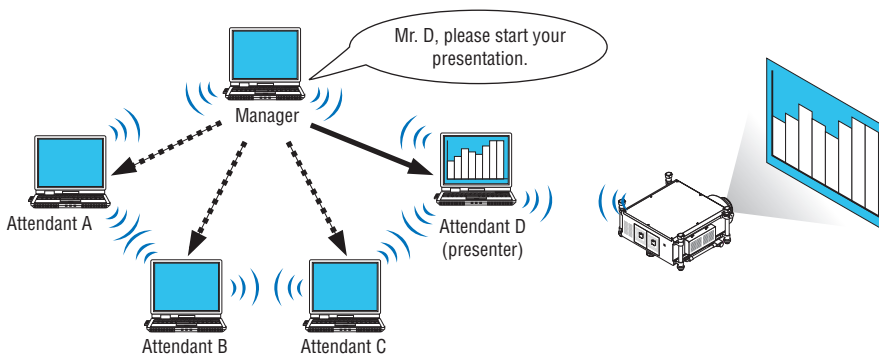 Mr. D, please start your
presentation.
Manager
Attendant A
Attendant D
(presenter)
Attendant B
Attendant C